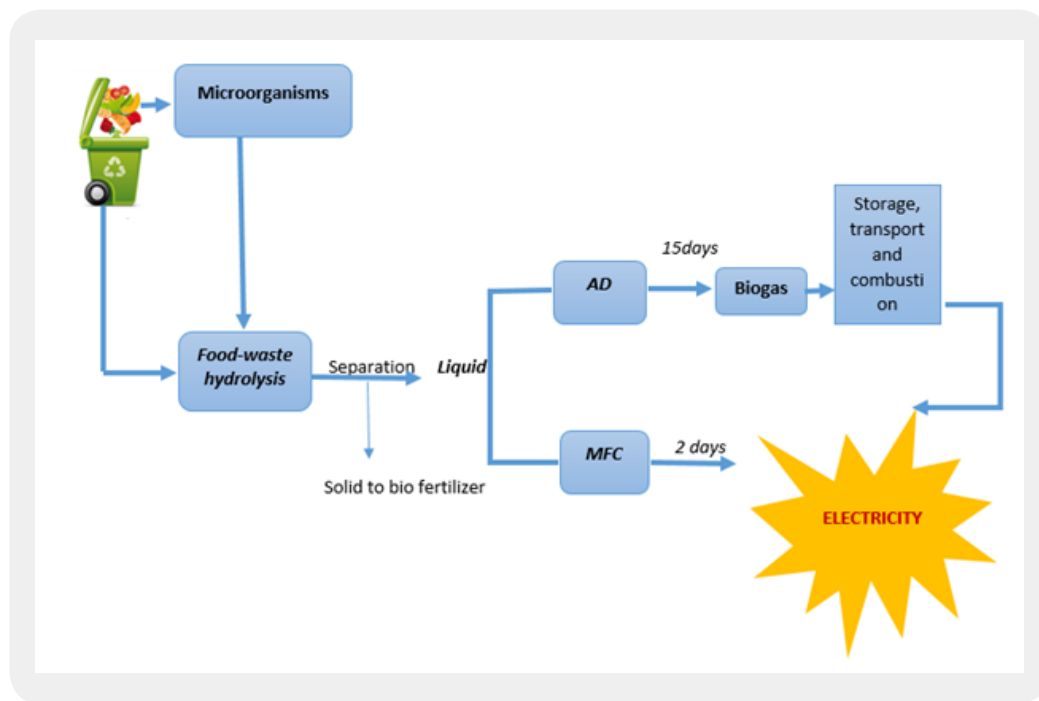 Microorganisms
Food-waste
hydrolysis
Separation
Liquid
Solid to bio fertilizer
AD
15days
Biogas
Storage,
transport
and
combusti
on
MFC
2 days
ELECTRICITY